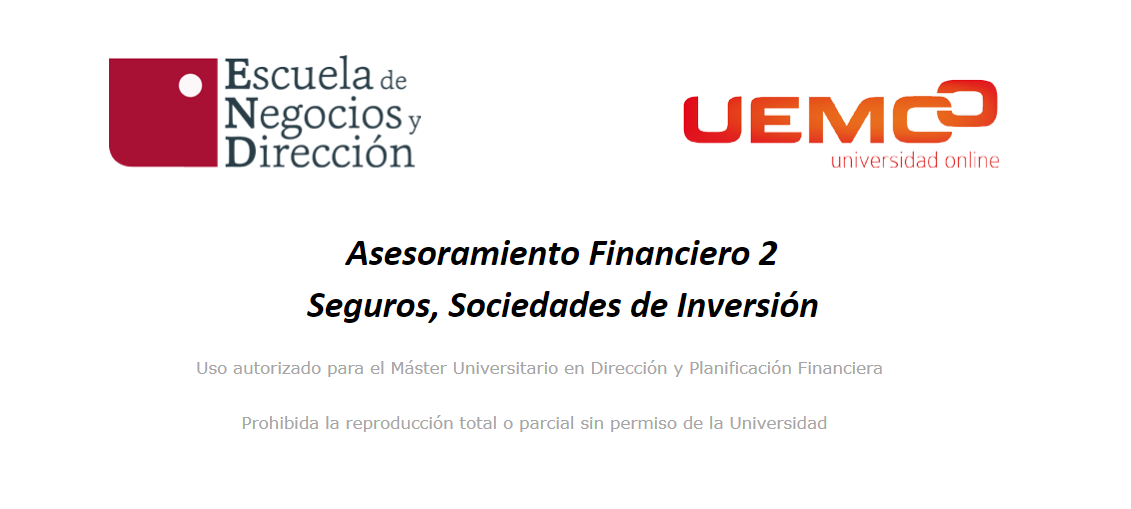 Escuela de
Negocios y
Dirección
UEMC
universidad online
Asesoramiento Financiero 2
Seguros, Sociedades de Inversión
Uso autorizado para el Máster Universitario en Dirección y Planificación Financiera
Prohibida la reproducción total o parcial sin permiso de la Universidad